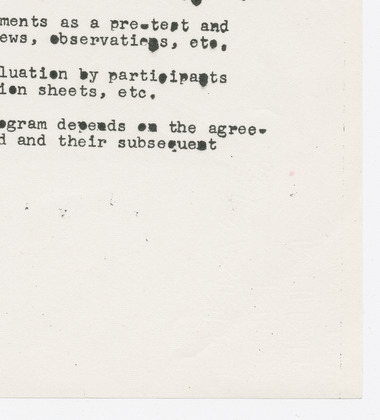 ments as a pre-test and
ews, observations, etc.
luation by participants
ion sheets, etc.
ogram depends on the agree-
d and their subsequent